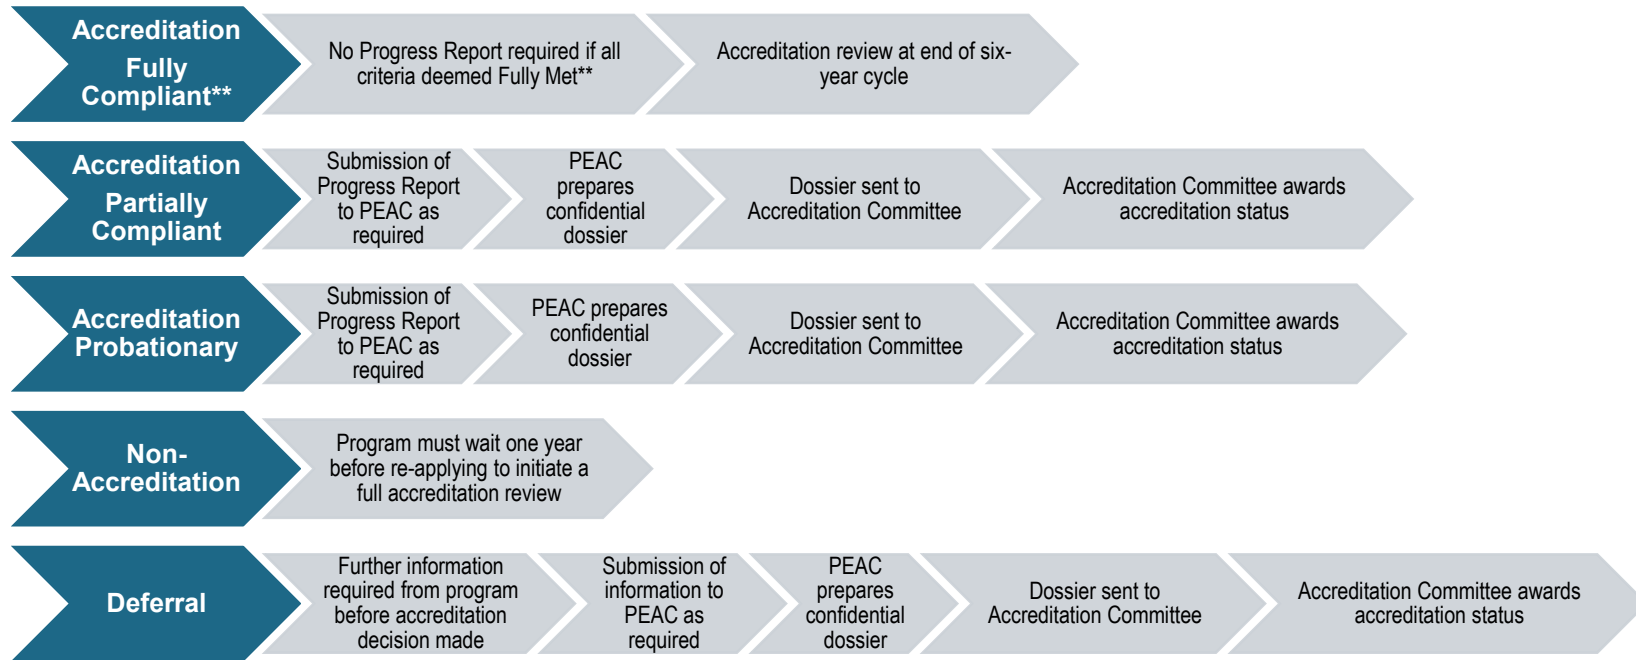 Accreditation
Fully
Compliant**
No Progress Report required if all
criteria deemed Fully Met**
Accreditation review at end of six-
year cycle
Accreditation
Partially
Compliant
Submission of
Progress Report
to PEAC as
required
PEAC
prepares
confidential
dossier
Dossier sent to
Accreditation Committee
Accreditation Committee awards
accreditation status
Accreditation
Probationary
Submission of
Progress Report
to PEAC as
required
PEAC prepares
confidential
dossier
Dossier sent to
Accreditation Committee
Accreditation Committee awards
accreditation status
Non-
Accreditation
Program must wait one year
before re-applying to initiate a
full accreditation review
Deferral
Further information
required from program
before accreditation
decision made
Submission of
information to
PEAC as
required
PEAC
prepares
confidential
dossier
Dossier sent to
Accreditation Committee
Accreditation Committee awards
accreditation status